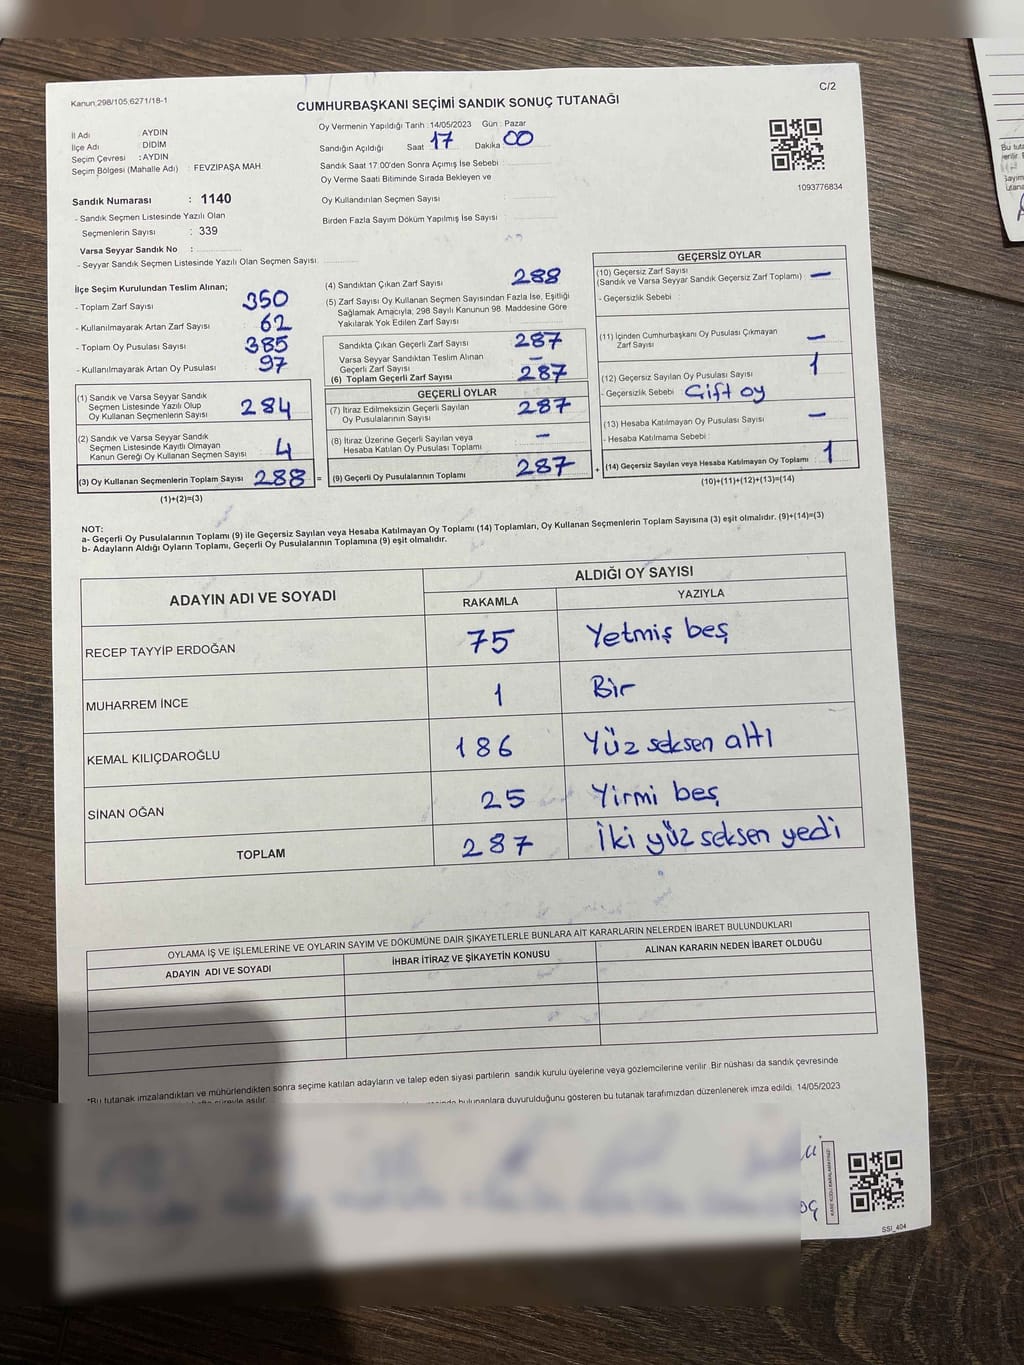 Kanun,298/105,6271/18-1
C/2
CUMHURBAŞKANI SEÇİMİ SANDIK SONUÇ TUTANAĞI
İl Adı : AYDIN
İlçe Adı : DİDİM
Seçim Çevresi : AYDIN
Seçim Bölgesi (Mahalle Adı) : FEVZİPAŞA MAH.
Oy Vermenin Yapıldığı Tarih :14/05/2023 Gün : Pazar
Sandığın Açıldığı Saat 17 Dakika 00
Sandık Saat 17:00'den Sonra Açımış İse Sebebi :
Oy Verme Saati Bitiminde Sırada Bekleyen ve
Oy Kullandırılan Seçmen Sayısı :
Birden Fazla Sayım Döküm Yapılmış İse Sayısı :
1093776834
Sandık Numarası : 1140
- Sandık Seçmen Listesinde Yazılı Olan
Seçmenlerin Sayısı : 339
Varsa Seyyar Sandık No :
- Seyyar Sandık Seçmen Listesinde Yazılı Olan Seçmen Sayısı:
İlçe Seçim Kurulundan Teslim Alınan;
- Toplam Zarf Sayısı : 350
- Kullanılmayarak Artan Zarf Sayısı : 62
- Toplam Oy Pusulası Sayısı : 385
- Kullanılmayarak Artan Oy Pusulası : 97
(1) Sandık ve Varsa Seyyar Sandık
Seçmen Listesinde Yazılı Olup
Oy Kullanan Seçmenlerin Sayısı : 284
(2) Sandık ve Varsa Seyyar Sandık
Seçmen Listesinde Kayıtlı Olmayan
Kanun Gereği Oy Kullanan Seçmen Sayısı : 4
(3) Oy Kullanan Seçmenlerin Toplam Sayısı : 288 =
(1)+(2)=(3)
(4) Sandıktan Çıkan Zarf Sayısı : 288
(5) Zarf Sayısı Oy Kullanan Seçmen Sayısından Fazla İse, Eşitliği
Sağlamak Amacıyla; 298 Sayılı Kanunun 98. Maddesine Göre
Yakılarak Yok Edilen Zarf Sayısı :
Sandıkta Çıkan Geçerli Zarf Sayısı : 287
Varsa Seyyar Sandıktan Teslim Alınan
Geçerli Zarf Sayısı : –
(6) Toplam Geçerli Zarf Sayısı : 287
GEÇERLİ OYLAR
(7) İtiraz Edilmeksizin Geçerli Sayılan
Oy Pusulalarının Sayısı : 287
(8) İtiraz Üzerine Geçerli Sayılan veya
Hesaba Katılan Oy Pusulası Toplamı : –
(9) Geçerli Oy Pusulalarının Toplamı : 287 +
GEÇERSİZ OYLAR
(10) Geçersiz Zarf Sayısı
(Sandık ve Varsa Seyyar Sandık Geçersiz Zarf Toplamı) : –
- Geçersizlik Sebebi :
(11) İçinden Cumhurbaşkanı Oy Pusulası Çıkmayan
Zarf Sayısı : –
(12) Geçersiz Sayılan Oy Pusulası Sayısı : 1
- Geçersizlik Sebebi : Çift oy
(13) Hesaba Katılmayan Oy Pusulası Sayısı : –
- Hesaba Katılmama Sebebi :
(14) Geçersiz Sayılan veya Hesaba Katılmayan Oy Toplamı : 1
(10)+(11)+(12)+(13)=(14)
NOT:
a- Geçerli Oy Pusulalarının Toplamı (9) ile Geçersiz Sayılan veya Hesaba Katılmayan Oy Toplamı (14) Toplamları, Oy Kullanan Seçmenlerin Toplam Sayısına (3) eşit olmalıdır. (9)+(14)=(3)
b- Adayların Aldığı Oyların Toplamı, Geçerli Oy Pusulalarının Toplamına (9) eşit olmalıdır.
ADAYIN ADI VE SOYADI
ALDIĞI OY SAYISI
RAKAMLA YAZIYLA
RECEP TAYYİP ERDOĞAN 75 Yetmiş beş
MUHARREM İNCE 1 Bir
KEMAL KILIÇDAROĞLU 186 Yüz seksen altı
SİNAN OĞAN 25 Yirmi beş
TOPLAM 287 İki yüz seksen yedi
OYLAMA İŞ VE İŞLEMLERİNE VE OYLARIN SAYIM VE DÖKÜMÜNE DAİR ŞİKAYETLERLE BUNLARA AİT KARARLARIN NELERDEN İBARET BULUNDUKLARI
ADAYIN ADI VE SOYADI İHBAR İTİRAZ VE ŞİKAYETİN KONUSU ALINAN KARARIN NEDEN İBARET OLDUĞU
*Bu tutanak imzalandıktan ve mühürlendikten sonra seçime katılan adayların ve talep eden siyasi partilerin sandık kurulu üyelerine veya gözlemcilerine verilir. Bir nüshası da sandık çevresinde
süreyle asılır.
bulunanlara duyurulduğunu gösteren bu tutanak tarafımızdan düzenlenerek imza edildi. 14/05/2023
SSI_404